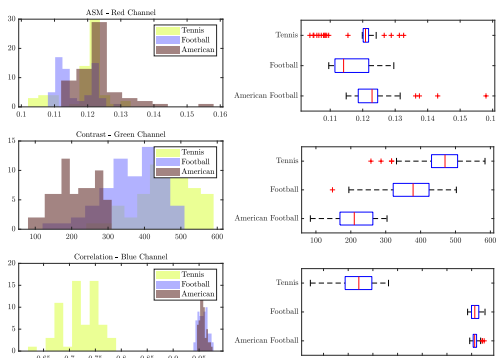 ASM - Red Channel
30
20
10
0
Tennis
Football
American
0.1 0.11 0.12 0.13 0.14 0.15 0.16
Tennis
Football
American Football
0.11 0.12 0.13 0.14 0.15
Contrast - Green Channel
15
10
5
0
Tennis
Football
American
100 200 300 400 500 600
Tennis
Football
American Football
100 200 300 400 500 600
Correlation - Blue Channel
20
15
10
5
0
Tennis
Football
American
Tennis
Football
American Football